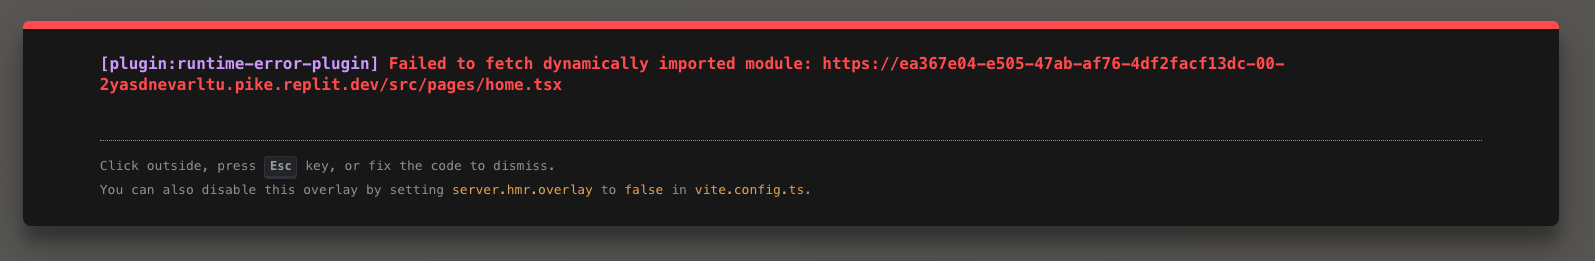 [plugin:runtime-error-plugin] Failed to fetch dynamically imported module: https://ea367e04-e505-47ab-af76-4df2facf13dc-00-
2yasdnevarltu.pike.replit.dev/src/pages/home.tsx
Click outside, press Esc key, or fix the code to dismiss.
You can also disable this overlay by setting server.hmr.overlay to false in vite.config.ts.